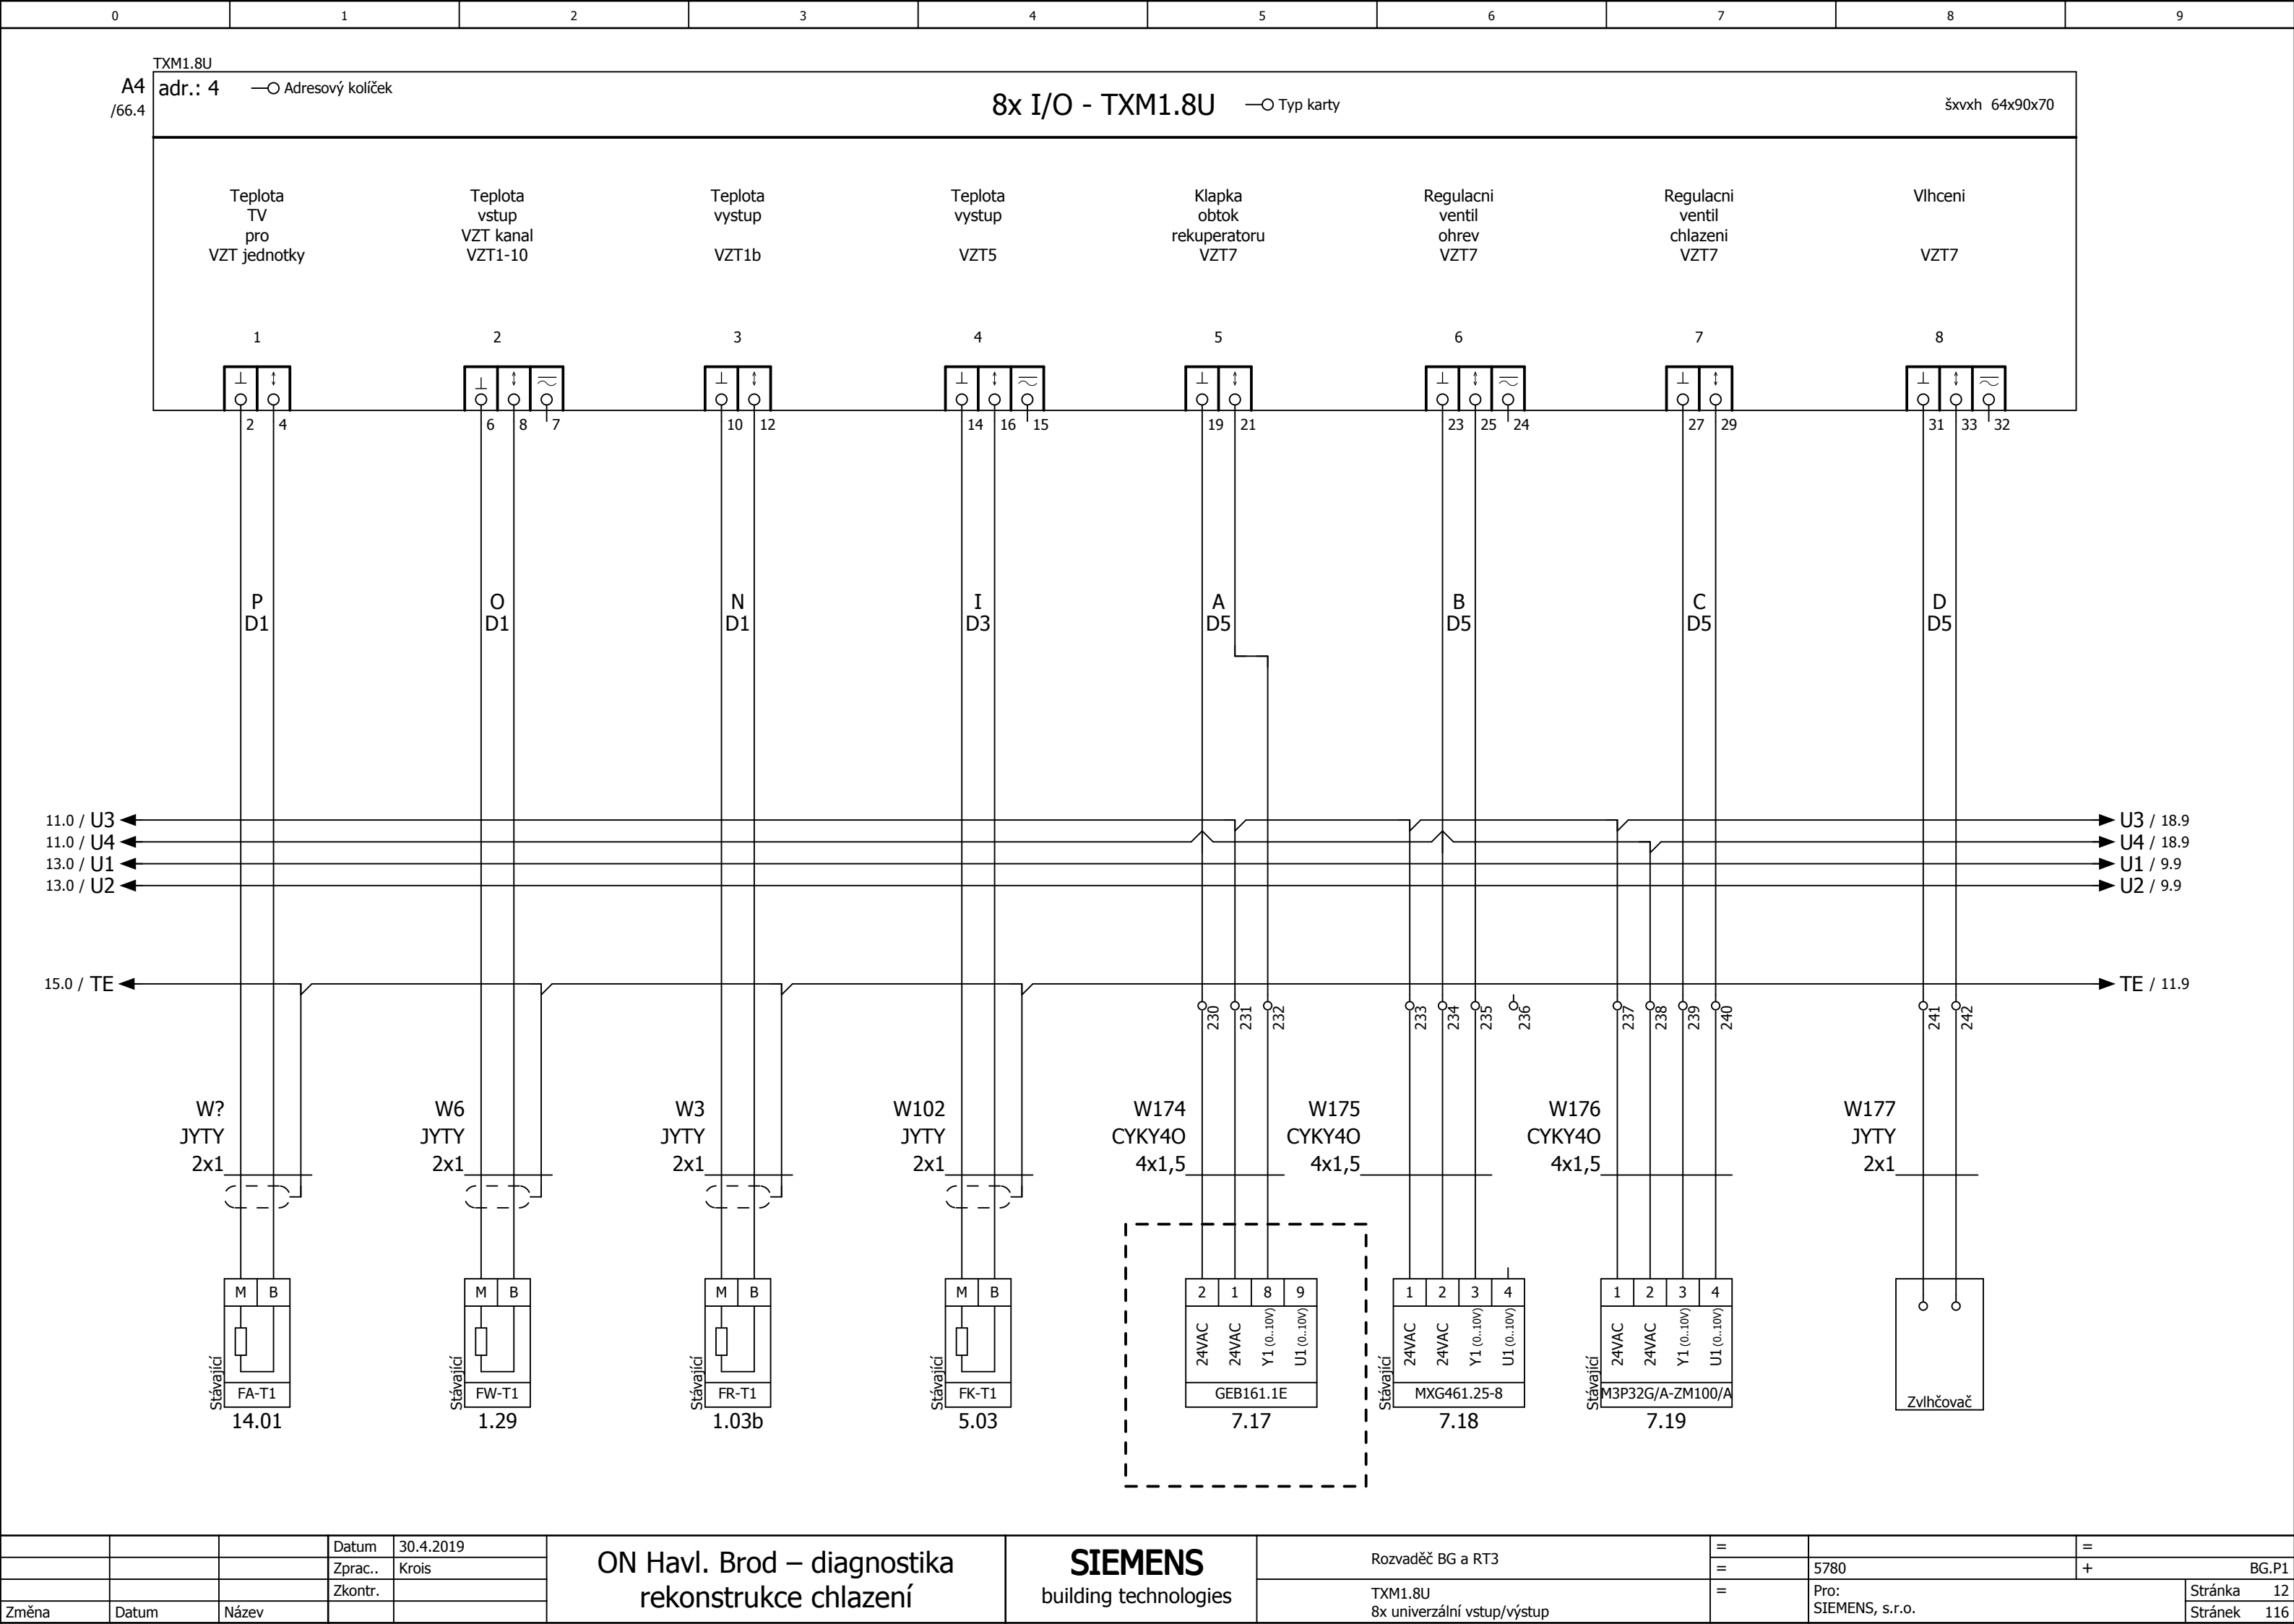 0 1 2 3 4 5 6 7 8 9
TXM1.8U
A4
/66.4
adr.: 4
Adresový kolíček
8x I/O - TXM1.8U
Typ karty
šxvxh 64x90x70
Teplota
TV
pro
VZT jednotky
Teplota
vstup
VZT kanal
VZT1-10
Teplota
vystup
VZT1b
Teplota
vystup
VZT5
Klapka
obtok
rekuperatoru
VZT7
Regulacni
ventil
ohrev
VZT7
Regulacni
ventil
chlazeni
VZT7
Vlhceni
VZT7
1 2 3 4 5 6 7 8
2 4 6 8 7 10 12 14 16 15 19 21 23 25 24 27 29 31 33 32
P O N I A B C D
D1 D1 D1 D3 D5 D5 D5 D5
11.0 / U3 U3 / 18.9
11.0 / U4 U4 / 18.9
13.0 / U1 U1 / 9.9
13.0 / U2 U2 / 9.9
15.0 / TE TE / 11.9
230 231 232 233 234 235 236 237 238 239 240 241 242
W? W6 W3 W102 W174 W175 W176 W177
JYTY JYTY JYTY JYTY CYKY4O CYKY4O CYKY4O JYTY
2x1 2x1 2x1 2x1 4x1,5 4x1,5 4x1,5 2x1
M B M B M B M B 2 1 8 9 1 2 3 4 1 2 3 4
24VAC 24VAC Y1 (0..10V) U1 (0..10V)
24VAC 24VAC Y1 (0..10V) U1 (0..10V)
24VAC 24VAC Y1 (0..10V) U1 (0..10V)
Stávající Stávající Stávající Stávající Stávající Stávající
FA-T1 FW-T1 FR-T1 FK-T1 GEB161.1E MXG461.25-8 M3P32G/A-ZM100/A Zvlhčovač
14.01 1.29 1.03b 5.03 7.17 7.18 7.19
Datum 30.4.2019
Zprac.. Krois
Zkontr.
Změna Datum Název
ON Havl. Brod – diagnostika
rekonstrukce chlazení
SIEMENS
building technologies
Rozvaděč BG a RT3
TXM1.8U
8x univerzální vstup/výstup
= =
= 5780 + BG.P1
= Pro:
SIEMENS, s.r.o.
Stránka 12
Stránek 116